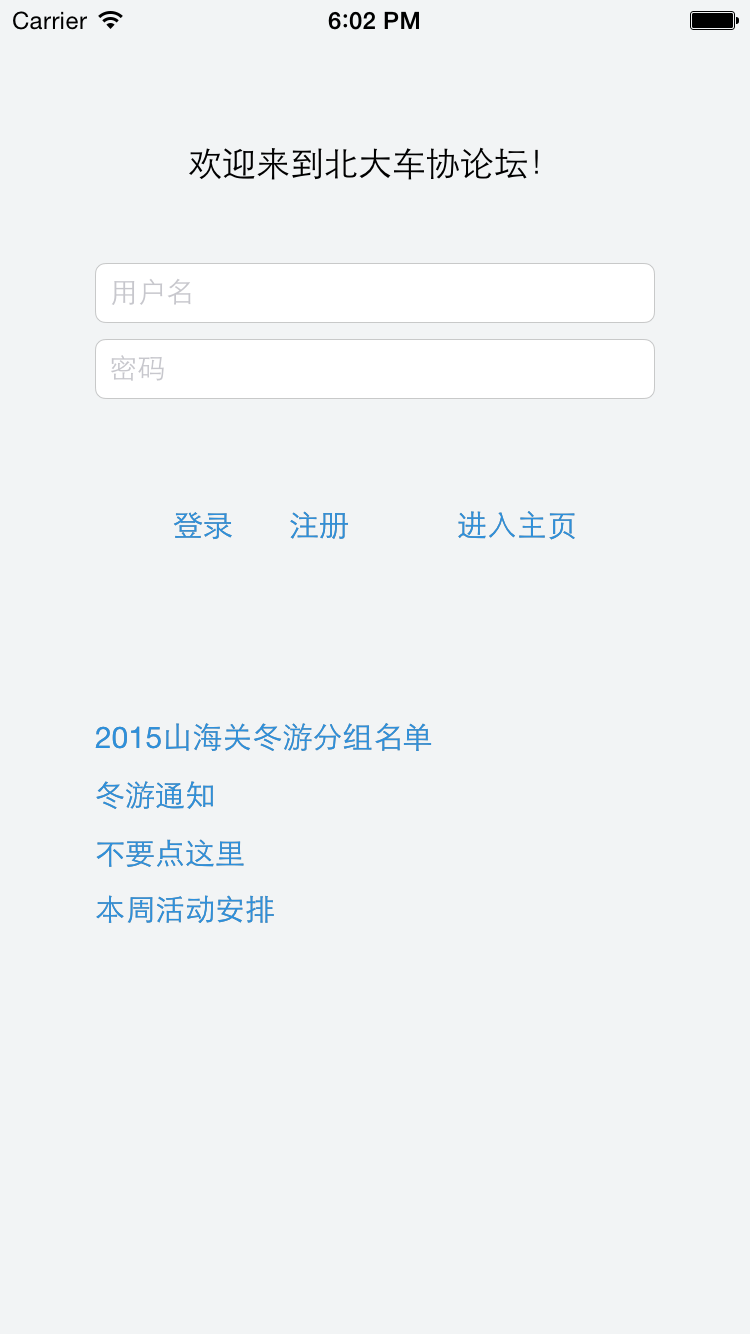 Carrier 6:02 PM
欢迎来到北大车协论坛！
用户名
密码
登录 注册 进入主页
2015山海关冬游分组名单
冬游通知
不要点这里
本周活动安排